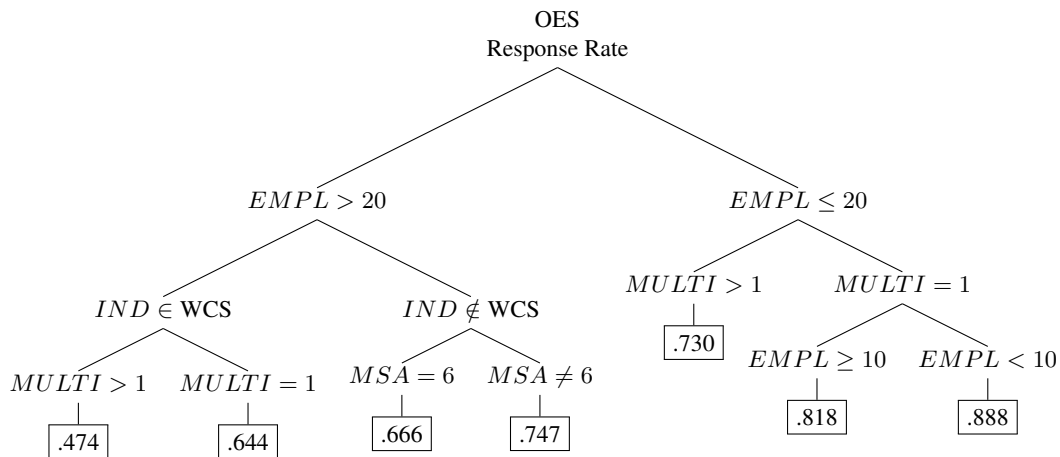 OES
Response Rate
EMPL > 20
EMPL ≤ 20
MULTI > 1
MULTI = 1
IND ∈ WCS
IND ∉ WCS
.730
EMPL ≥ 10
EMPL < 10
MULTI > 1
MULTI = 1
MSA = 6
MSA ≠ 6
.818
.888
.474
.644
.666
.747